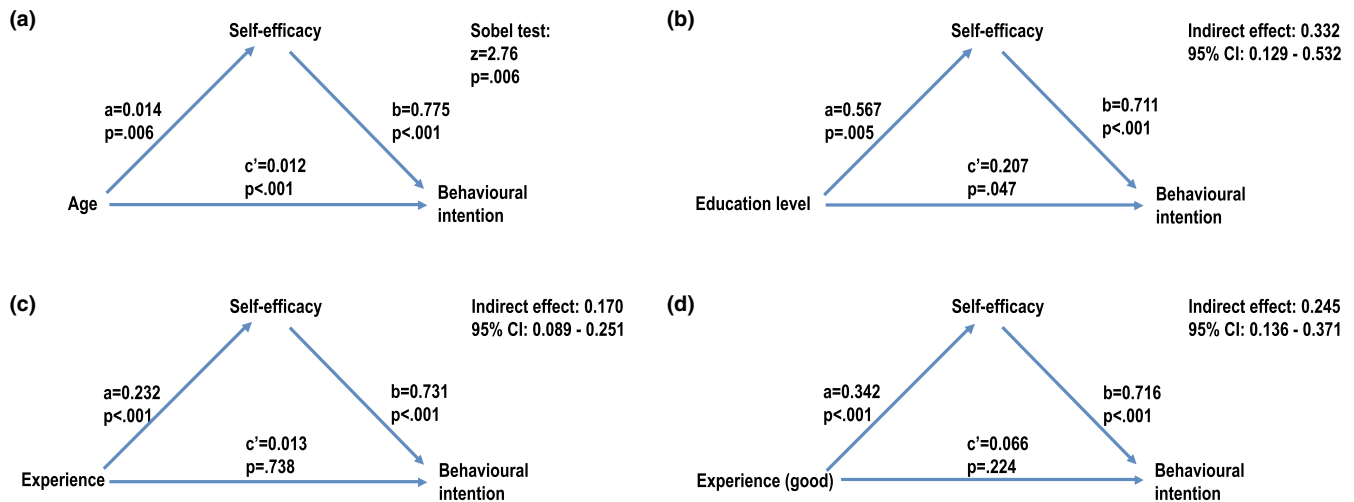 (a)
Self-efficacy
Sobel test:
z=2.76
p=.006
a=0.014
p=.006
b=0.775
p<.001
c’=0.012
p<.001
Age
Behavioural
intention
(b)
Self-efficacy
Indirect effect: 0.332
95% CI: 0.129 - 0.532
a=0.567
p=.005
b=0.711
p<.001
c’=0.207
p=.047
Education level
Behavioural
intention
(c)
Self-efficacy
Indirect effect: 0.170
95% CI: 0.089 - 0.251
a=0.232
p<.001
b=0.731
p<.001
c’=0.013
p=.738
Experience
Behavioural
intention
(d)
Self-efficacy
Indirect effect: 0.245
95% CI: 0.136 - 0.371
a=0.342
p<.001
b=0.716
p<.001
c’=0.066
p=.224
Experience (good)
Behavioural
intention